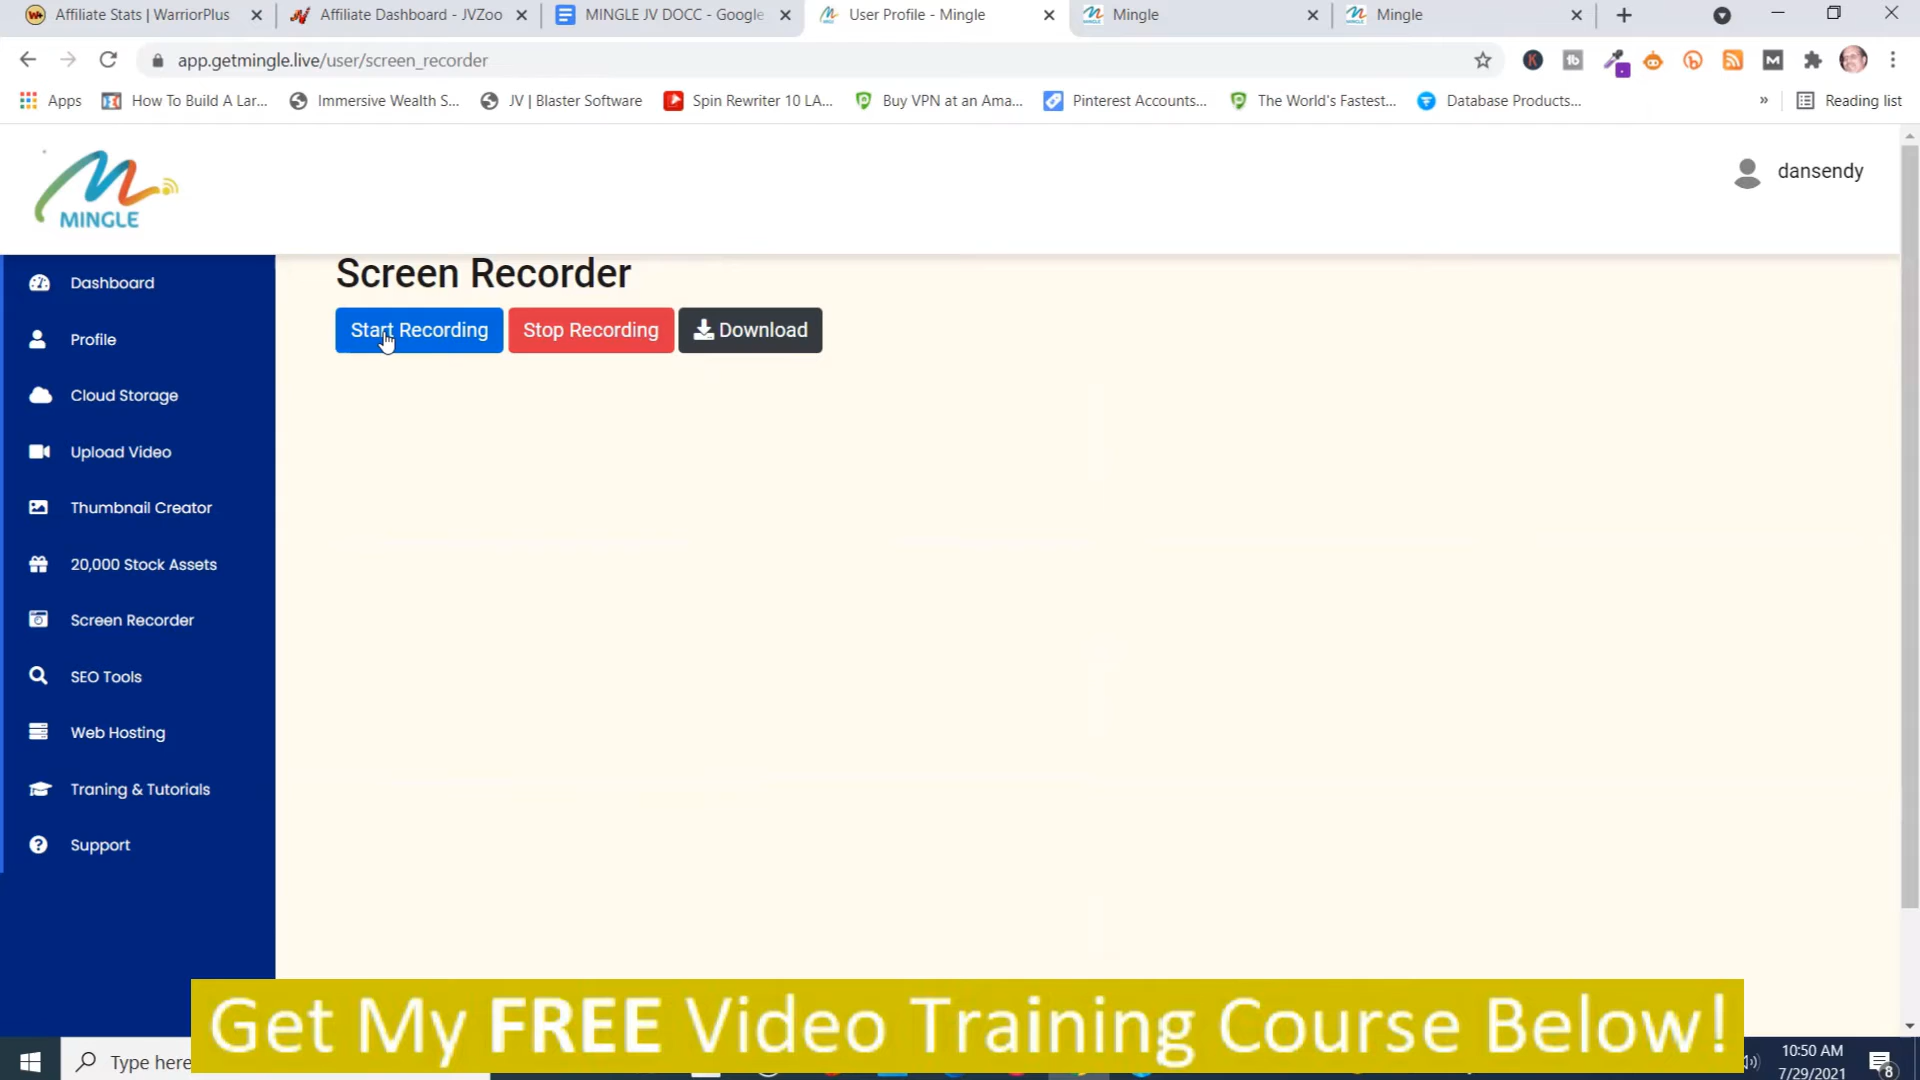 Affiliate Stats | WarriorPlus
Affiliate Dashboard - JVZoo
MINGLE JV DOCC - Google
User Profile - Mingle
Mingle
Mingle
app.getmingle.live/user/screen_recorder
Apps
How To Build A Lar...
Immersive Wealth S...
JV | Blaster Software
Spin Rewriter 10 LA...
Buy VPN at an Ama...
Pinterest Accounts...
The World's Fastest...
Database Products...
»
Reading list
MINGLE
dansendy
Screen Recorder
Start Recording
Stop Recording
Download
Dashboard
Profile
Cloud Storage
Upload Video
Thumbnail Creator
20,000 Stock Assets
Screen Recorder
SEO Tools
Web Hosting
Traning & Tutorials
Support
Get My FREE Video Training Course Below!
Type here
10:50 AM
7/29/2021
8